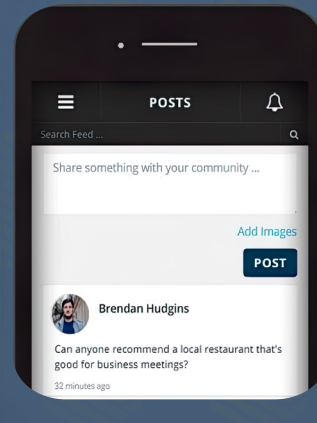 POSTS
Search Feed ...
Share something with your community ...
Add Images
POST
Brendan Hudgins
Can anyone recommend a local restaurant that's
good for business meetings?
32 minutes ago